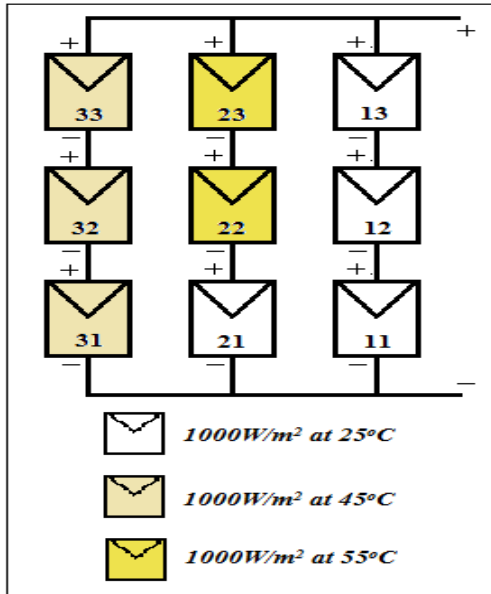 + + + +
33 23 13
− − −
+ + +
32 22 12
− − −
+ + +
31 21 11
− − − −
1000W/m² at 25°C
1000W/m² at 45°C
1000W/m² at 55°C